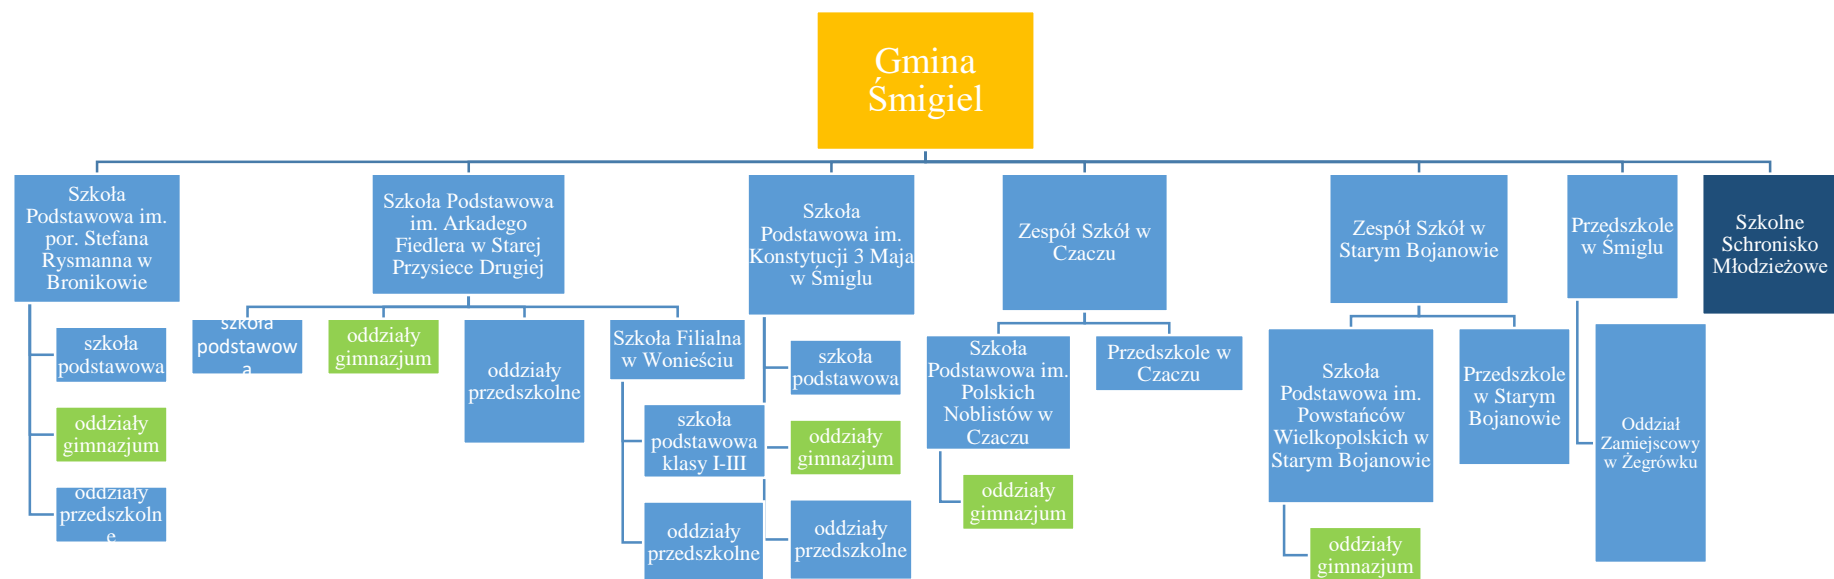 Gmina
Śmigiel
Szkoła
Podstawowa im.
por. Stefana
Rysmanna w
Bronikowie
szkoła
podstawowa
oddziały
gimnazjum
oddziały
przedszkoln
e
Szkoła Podstawowa
im. Arkadego
Fiedlera w Starej
Przysiece Drugiej
szkoła
podstawow
a
oddziały
gimnazjum
oddziały
przedszkolne
Szkoła Filialna
w Wonieściu
szkoła
podstawowa
klasy I-III
oddziały
przedszkolne
Szkoła
Podstawowa im.
Konstytucji 3 Maja
w Śmiglu
szkoła
podstawowa
oddziały
gimnazjum
oddziały
przedszkolne
Zespół Szkół w
Czaczu
Szkoła
Podstawowa im.
Polskich
Noblistów w
Czaczu
oddziały
gimnazjum
Przedszkole w
Czaczu
Zespół Szkół w
Starym Bojanowie
Szkoła
Podstawowa im.
Powstańców
Wielkopolskich w
Starym Bojanowie
oddziały
gimnazjum
Przedszkole
w Starym
Bojanowie
Przedszkole
w Śmiglu
Oddział
Zamiejscowy
w Żegrówku
Szkolne
Schronisko
Młodzieżowe